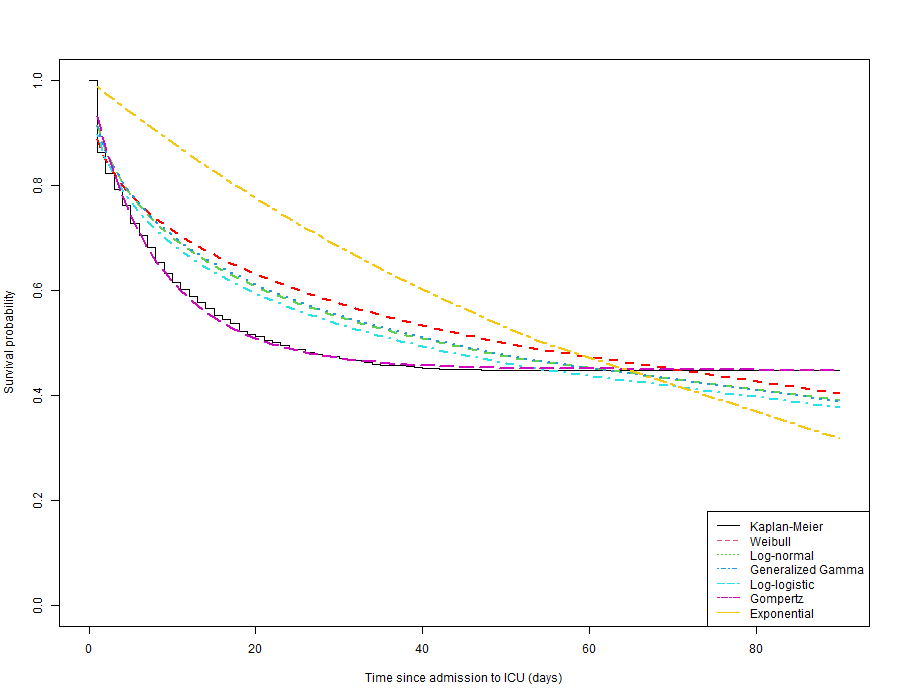 Survival probability
1.0
0.8
0.6
0.4
0.2
0.0
Kaplan-Meier
Weibull
Log-normal
Generalized Gamma
Log-logistic
Gompertz
Exponential
0 20 40 60 80
Time since admission to ICU (days)